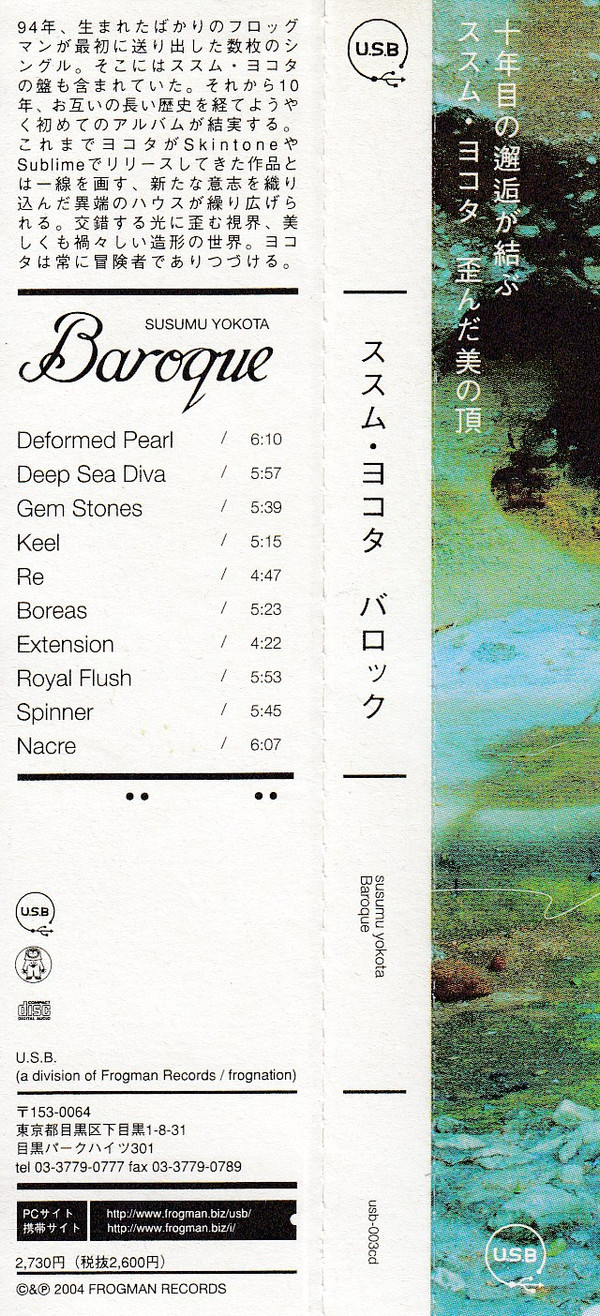 94年、生まれたばかりのフロッグ
マンが最初に送り出した数枚のシ
ングル。そこにはススム・ヨコタ
の盤も含まれていた。それから10
年、お互いの長い歴史を経てようや
く初めてのアルバムが結実する。
これまでヨコタがSkintoneや
Sublimeでリリースしてきた作品と
は一線を画す、新たな意志を織り
込んだ異端のハウスが繰り広げら
れる。交錯する光に歪む視界、美
しくも禍々しい造形の世界。ヨコ
タは常に冒険者でありつづける。
SUSUMU YOKOTA
Baroque
Deformed Pearl / 6:10
Deep Sea Diva / 5:57
Gem Stones / 5:39
Keel / 5:15
Re / 4:47
Boreas / 5:23
Extension / 4:22
Royal Flush / 5:53
Spinner / 5:45
Nacre / 6:07
U.S.B
COMPACT
disc
DIGITAL AUDIO
U.S.B.
(a division of Frogman Records / frognation)
〒153-0064
東京都目黒区下目黒1-8-31
目黒パークハイツ301
tel 03-3779-0777 fax 03-3779-0789
PCサイト http://www.frogman.biz/usb/
携帯サイト http://www.frogman.biz/i/
2,730円（税抜2,600円）
©&℗ 2004 FROGMAN RECORDS
U.S.B
ススム・ヨコタ バロック
susumu yokota
Baroque
usb-003cd
十年目の邂逅が結ぶ
ススム・ヨコタ 歪んだ美の頂
U.S.B